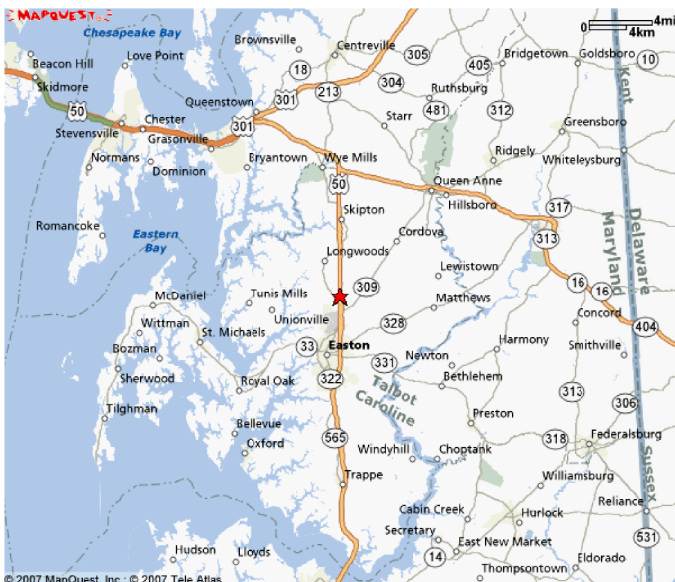 MAPQUEST.
4mi
0
4km
Chesapeake Bay
Brownsville
Centreville
305
Bridgetown
Goldsboro
Beacon Hill
Love Point
18
405
10
Skidmore
304
Kent
50
213
Ruthsburg
Queenstown
301
481
312
Chester
Starr
Greensboro
Stevensville
301
Grasonville
Ridgely
Normans
Bryantown
Wye Mills
Whiteleysburg
Dominion
50
Queen Anne
Hillsboro
317
Romancoke
Skipton
Eastern
Bay
Cordova
313
Maryland
Delaware
Longwoods
Lewistown
16
309
16
McDaniel
Tunis Mills
Matthews
Concord
Unionville
328
404
Wittman
St. Michaels
33
Easton
Harmony
Smithville
Bozman
331
Newton
Sherwood
322
Talbot
Caroline
Bethlehem
Royal Oak
313
306
Tilghman
Preston
Bellevue
565
318
Federalsburg
Oxford
Windyhill
Choptank
Sussex
Trappe
Williamsburg
Cabin Creek
Reliance
Hurlock
Secretary
531
Hudson
Lloyds
14
East New Market
Eldorado
Thompsontown
© 2007 MapQuest, Inc.; © 2007 Tele Atlas